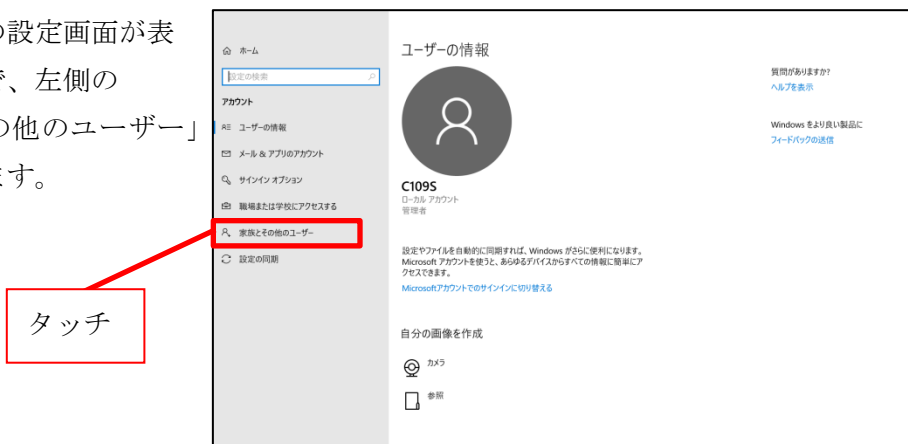 の設定画面が表
で、左側の
の他のユーザー」
ます。
タッチ
ホーム
設定の検索
アカウント
ユーザーの情報
メール & アプリのアカウント
サインイン オプション
職場または学校にアクセスする
家族とその他のユーザー
設定の同期
ユーザーの情報
C109S
ローカル アカウント
管理者
設定やファイルを自動的に同期すれば、Windows がさらに便利になります。
Microsoft アカウントを使うと、あらゆるデバイスからすべての情報に簡単にア
クセスできます。
Microsoftアカウントでのサインインに切り替える
自分の画像を作成
カメラ
参照
質問がありますか?
ヘルプを表示
Windows をより良い製品に
フィードバックの送信